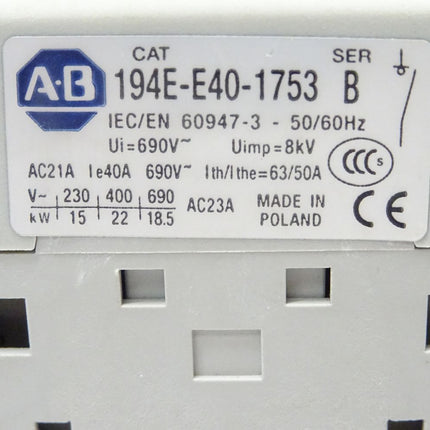 CAT SER
A-B 194E-E40-1753 B
IEC/EN 60947-3 - 50/60Hz
Ui=690V~ Uimp=8kV
AC21A Ie40A 690V~ Ith/Ithe=63/50A
CCCS
V~ 230 400 690 AC23A MADE IN
kW 15 22 18.5 POLAND
CE